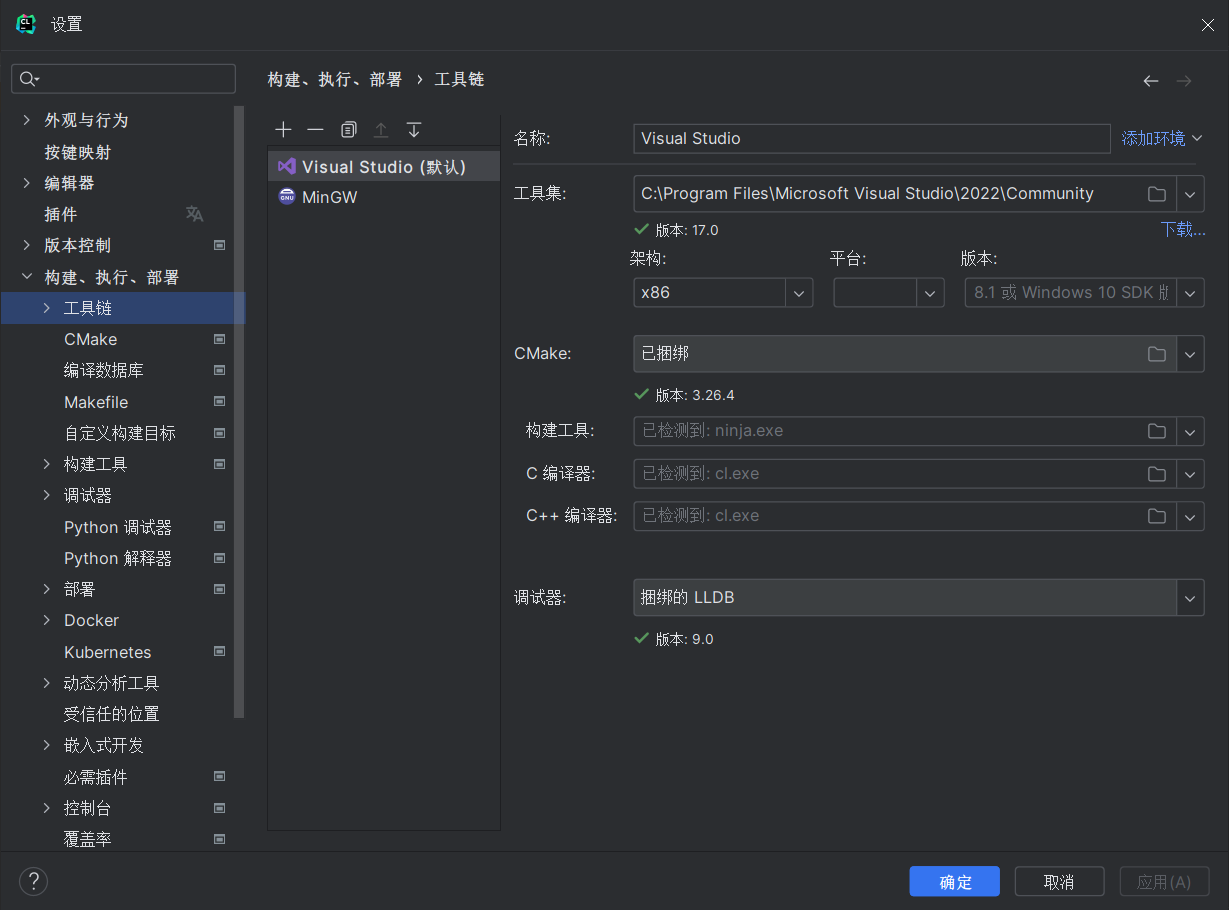 设置
外观与行为
按键映射
编辑器
插件
版本控制
构建、执行、部署
工具链
CMake
编译数据库
Makefile
自定义构建目标
构建工具
调试器
Python 调试器
Python 解释器
部署
Docker
Kubernetes
动态分析工具
受信任的位置
嵌入式开发
必需插件
控制台
覆盖率
构建、执行、部署 › 工具链
Visual Studio (默认)
MinGW
名称: Visual Studio 添加环境
工具集: C:\Program Files\Microsoft Visual Studio\2022\Community
版本: 17.0 下载...
架构: 平台: 版本:
x86 8.1 或 Windows 10 SDK
CMake: 已捆绑
版本: 3.26.4
构建工具: 已检测到: ninja.exe
C 编译器: 已检测到: cl.exe
C++ 编译器: 已检测到: cl.exe
调试器: 捆绑的 LLDB
版本: 9.0
? 确定 取消 应用(A)